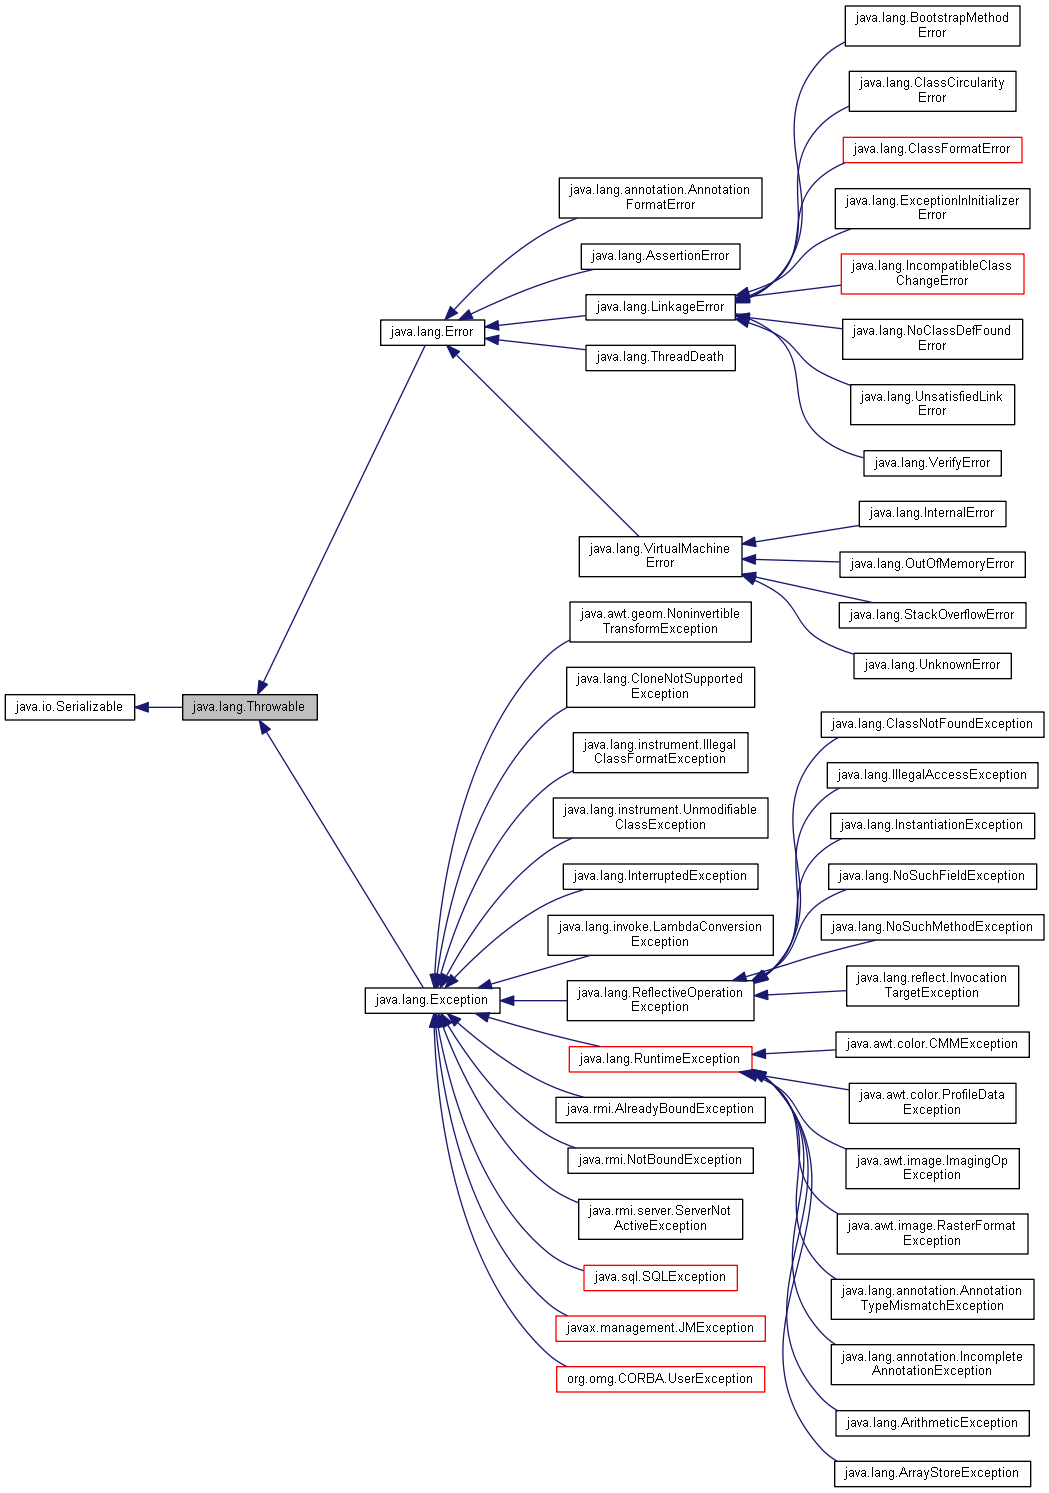 java.lang.BootstrapMethod
Error
java.lang.ClassCircularity
Error
java.lang.ClassFormatError
java.lang.annotation.Annotation
FormatError
java.lang.ExceptionInInitializer
Error
java.lang.AssertionError
java.lang.IncompatibleClass
ChangeError
java.lang.LinkageError
java.lang.Error
java.lang.NoClassDefFound
Error
java.lang.ThreadDeath
java.lang.UnsatisfiedLink
Error
java.lang.VerifyError
java.lang.InternalError
java.lang.VirtualMachine
Error
java.lang.OutOfMemoryError
java.lang.StackOverflowError
java.awt.geom.Noninvertible
TransformException
java.lang.UnknownError
java.lang.CloneNotSupported
Exception
java.io.Serializable
java.lang.Throwable
java.lang.ClassNotFoundException
java.lang.instrument.Illegal
ClassFormatException
java.lang.IllegalAccessException
java.lang.instrument.Unmodifiable
ClassException
java.lang.InstantiationException
java.lang.InterruptedException
java.lang.NoSuchFieldException
java.lang.invoke.LambdaConversion
Exception
java.lang.NoSuchMethodException
java.lang.Exception
java.lang.ReflectiveOperation
Exception
java.lang.reflect.Invocation
TargetException
java.lang.RuntimeException
java.awt.color.CMMException
java.rmi.AlreadyBoundException
java.awt.color.ProfileData
Exception
java.rmi.NotBoundException
java.awt.image.ImagingOp
Exception
java.rmi.server.ServerNot
ActiveException
java.awt.image.RasterFormat
Exception
java.sql.SQLException
java.lang.annotation.Annotation
TypeMismatchException
javax.management.JMException
java.lang.annotation.Incomplete
AnnotationException
org.omg.CORBA.UserException
java.lang.ArithmeticException
java.lang.ArrayStoreException